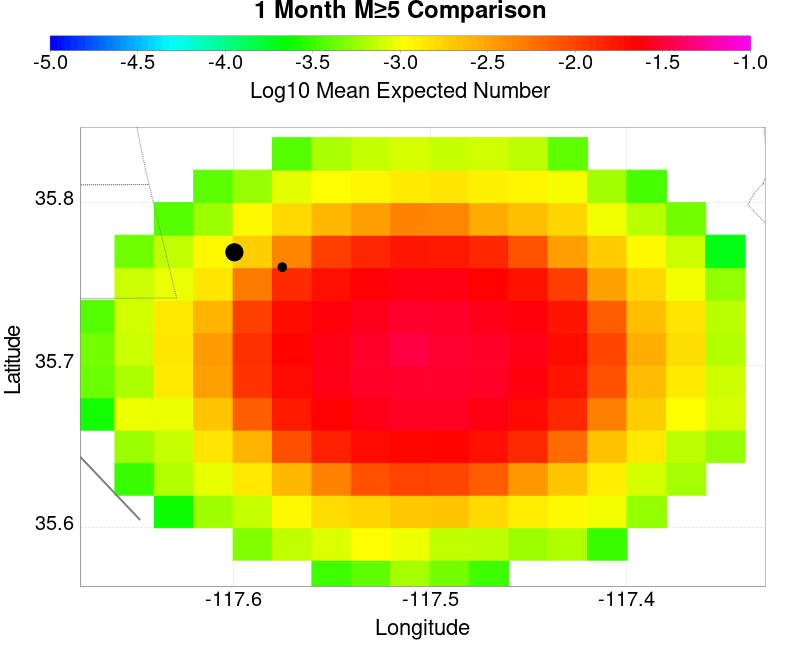 1 Month M≥5 Comparison
-5.0 -4.5 -4.0 -3.5 -3.0 -2.5 -2.0 -1.5 -1.0
Log10 Mean Expected Number
35.8
35.7
35.6
Latitude
-117.6 -117.5 -117.4
Longitude